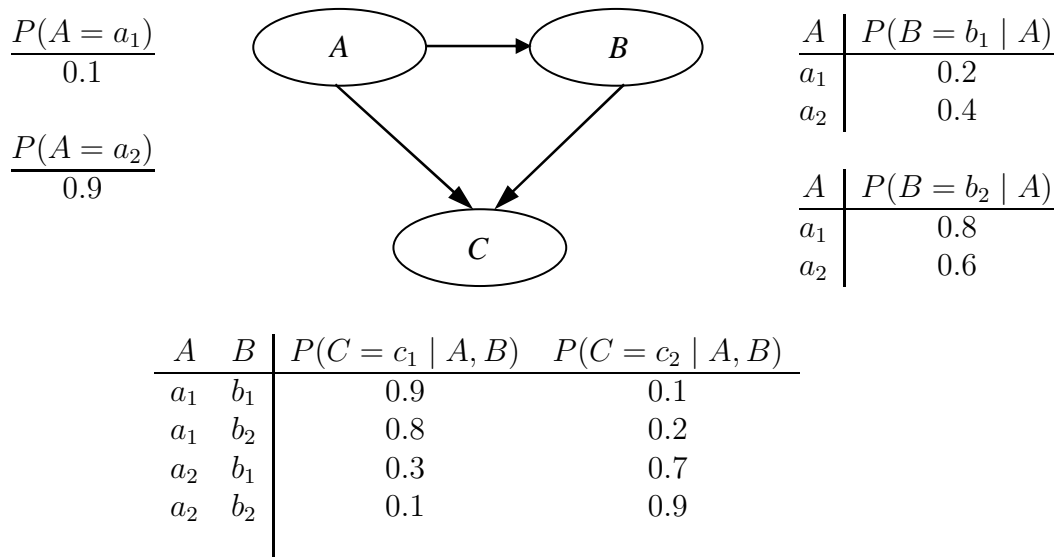 P(A = a₁)
0.1
P(A = a₂)
0.9
A
B
C
A P(B = b₁ | A)
a₁ 0.2
a₂ 0.4
A P(B = b₂ | A)
a₁ 0.8
a₂ 0.6
A B P(C = c₁ | A, B) P(C = c₂ | A, B)
a₁ b₁ 0.9 0.1
a₁ b₂ 0.8 0.2
a₂ b₁ 0.3 0.7
a₂ b₂ 0.1 0.9